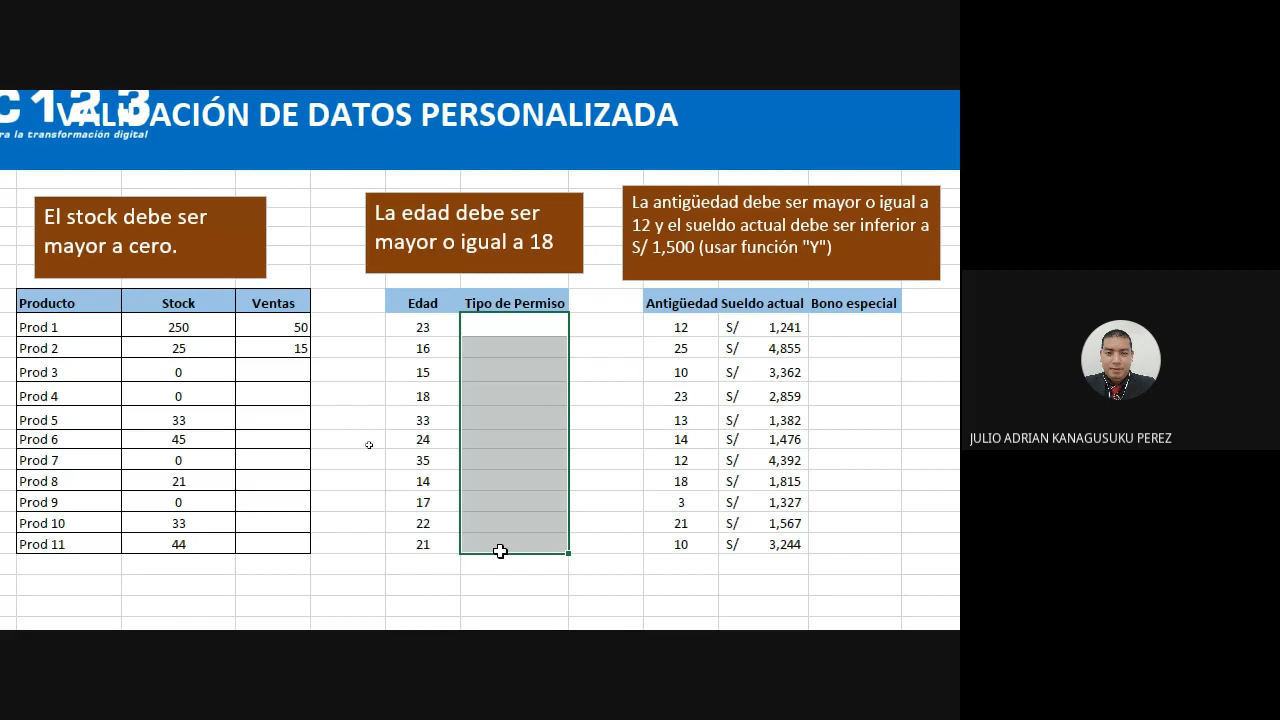 C123
VALIDACIÓN DE DATOS PERSONALIZADA
ra la transformación digital
El stock debe ser
mayor a cero.
La edad debe ser
mayor o igual a 18
La antigüedad debe ser mayor o igual a
12 y el sueldo actual debe ser inferior a
S/ 1,500 (usar función "Y")
Producto Stock Ventas
Prod 1 250 50
Prod 2 25 15
Prod 3 0
Prod 4 0
Prod 5 33
Prod 6 45
Prod 7 0
Prod 8 21
Prod 9 0
Prod 10 33
Prod 11 44
Edad Tipo de Permiso
23
16
15
18
33
24
35
14
17
22
21
Antigüedad Sueldo actual Bono especial
12 S/ 1,241
25 S/ 4,855
10 S/ 3,362
23 S/ 2,859
13 S/ 1,382
14 S/ 1,476
12 S/ 4,392
18 S/ 1,815
3 S/ 1,327
21 S/ 1,567
10 S/ 3,244
JULIO ADRIAN KANAGUSUKU PEREZ